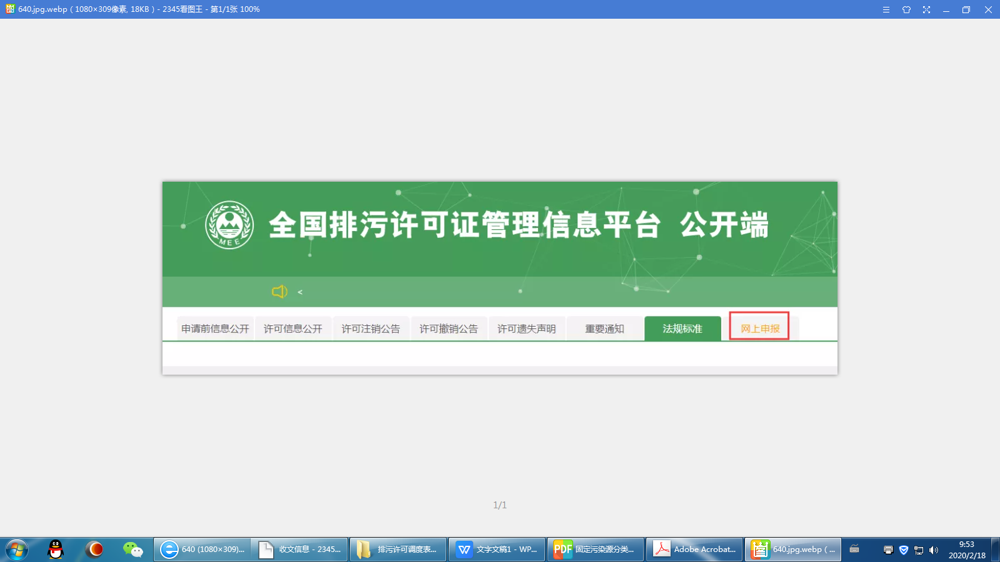 640.jpg.webp ( 1080×309像素, 18KB ) - 2345看图王 - 第1/1张 100%
全国排污许可证管理信息平台 公开端
MEE
<
申请前信息公开 许可信息公开 许可注销公告 许可撤销公告 许可遗失声明 重要通知 法规标准 网上申报
1/1
640 (1080×309)... 收文信息 - 2345... 排污许可调度表... 文字文稿1 - WP... PDF 固定污染源分类... Adobe Acrobat... 640.jpg.webp ( ...
9:53
2020/2/18